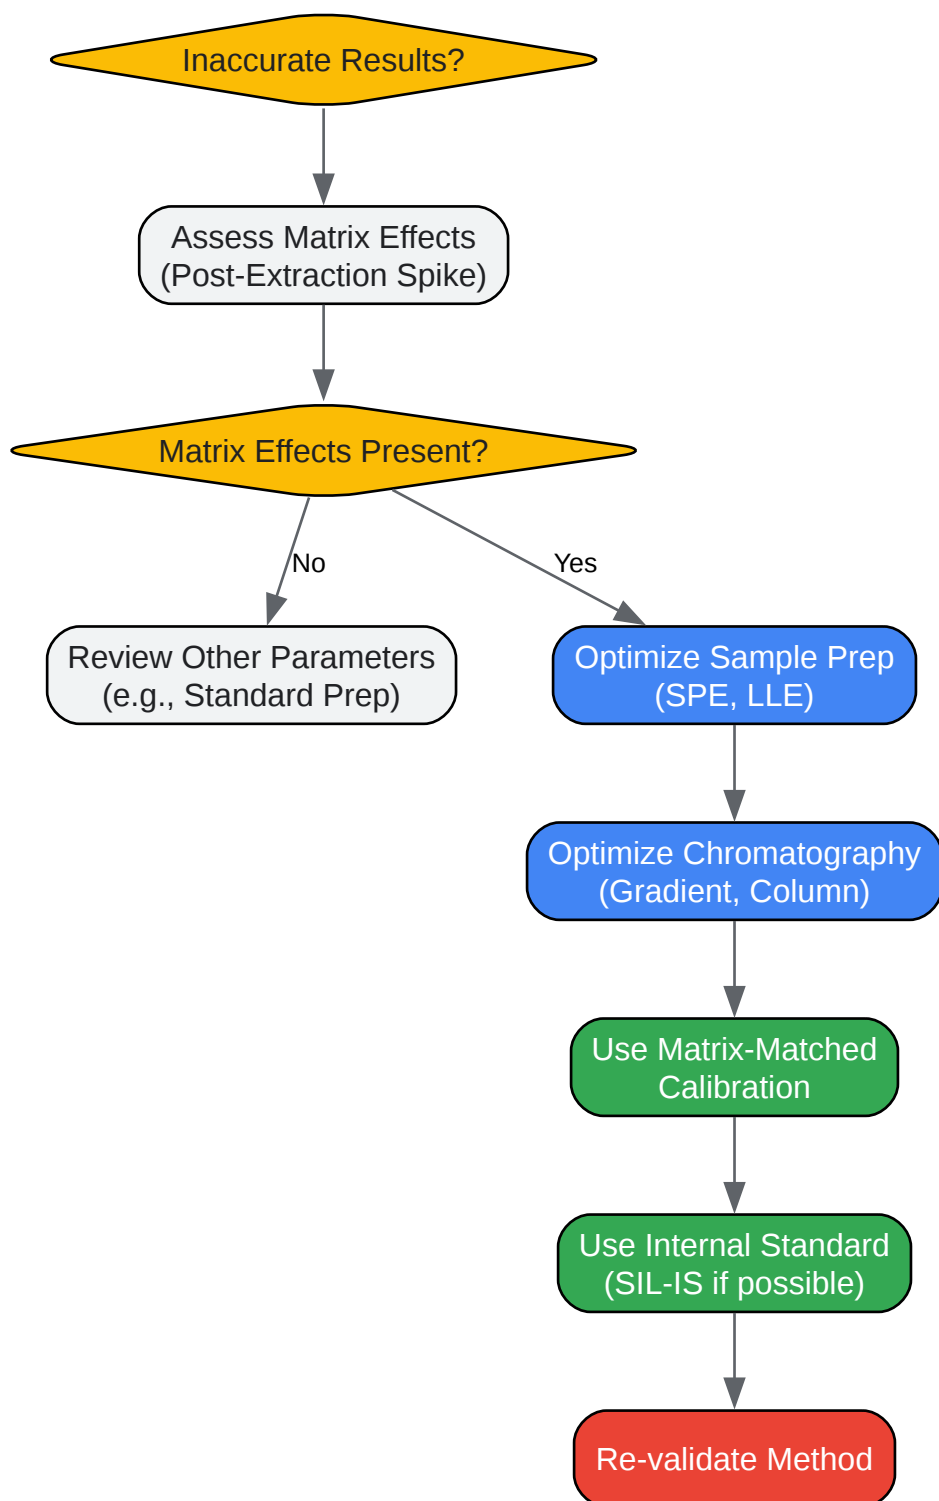 Inaccurate Results?
Assess Matrix Effects
(Post-Extraction Spike)
Matrix Effects Present?
No
Yes
Review Other Parameters
(e.g., Standard Prep)
Optimize Sample Prep
(SPE, LLE)
Optimize Chromatography
(Gradient, Column)
Use Matrix-Matched
Calibration
Use Internal Standard
(SIL-IS if possible)
Re-validate Method